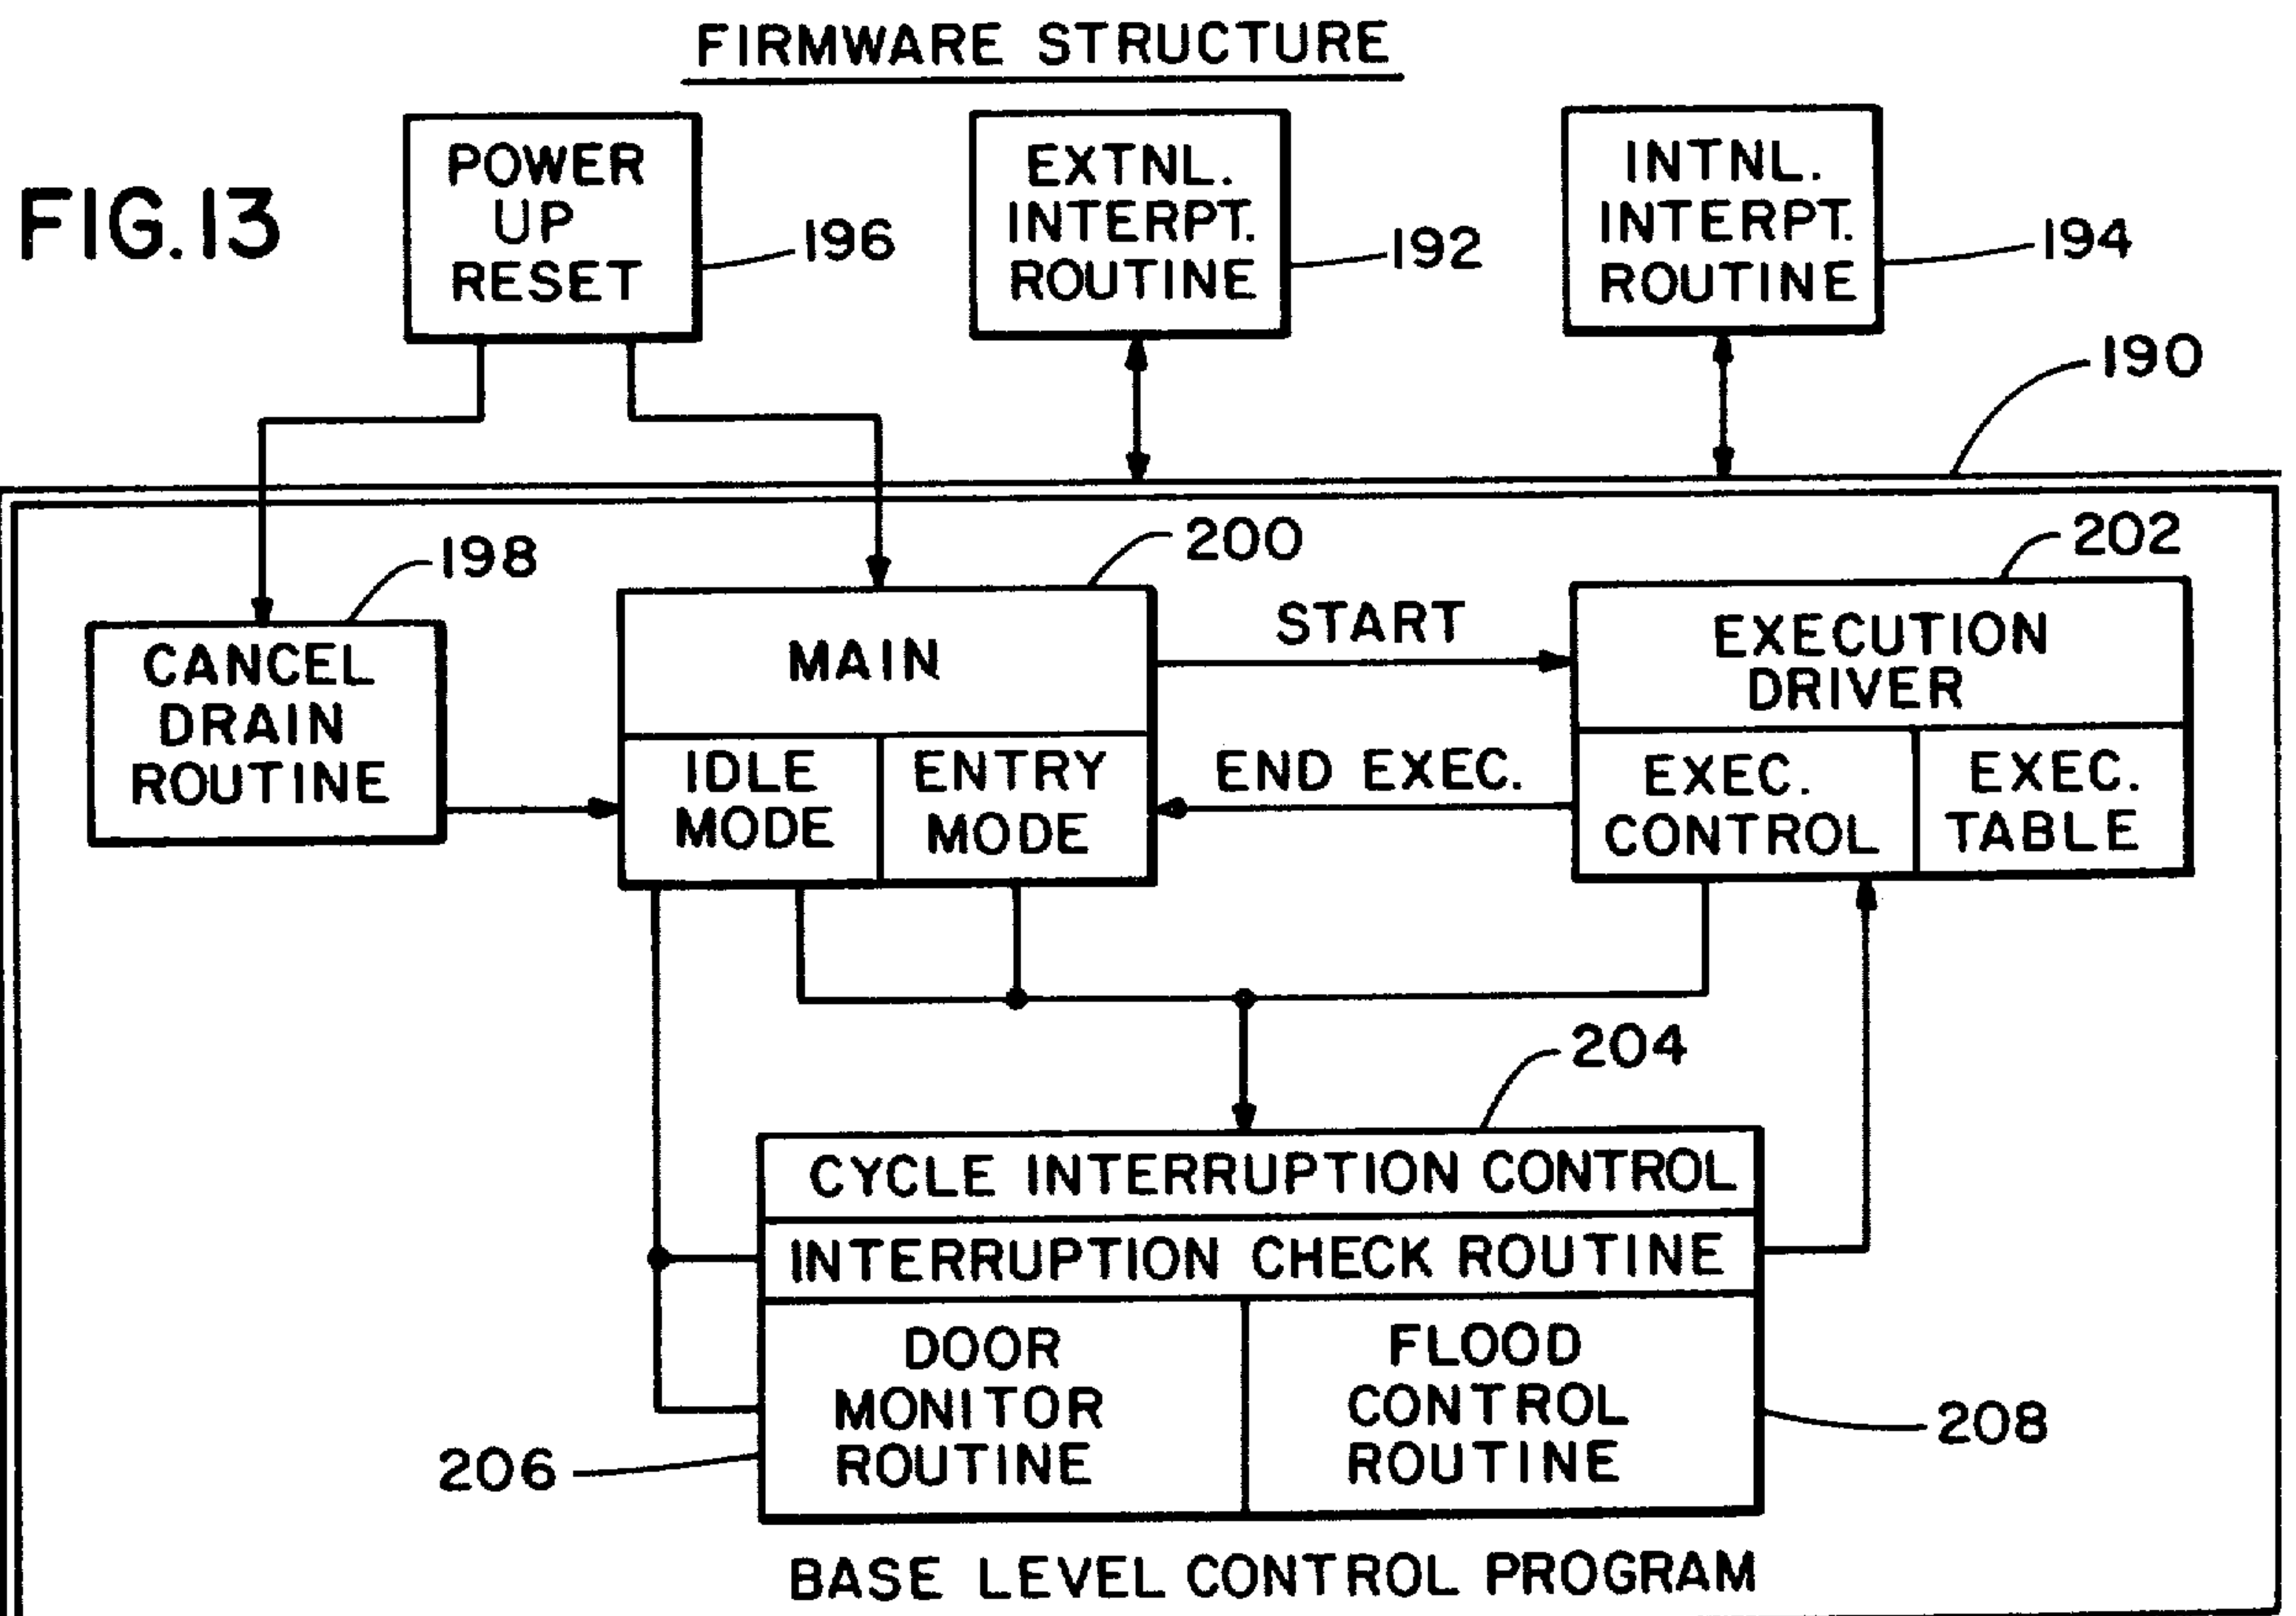 FIRMWARE STRUCTURE
FIG.13
POWER
UP
RESET
196
EXTNL.
INTERPT.
ROUTINE
192
INTNL.
INTERPT.
ROUTINE
194
190
198
CANCEL
DRAIN
ROUTINE
200
MAIN
IDLE
MODE
ENTRY
MODE
START
END EXEC.
202
EXECUTION
DRIVER
EXEC.
CONTROL
EXEC.
TABLE
204
CYCLE INTERRUPTION CONTROL
INTERRUPTION CHECK ROUTINE
DOOR
MONITOR
ROUTINE
206
FLOOD
CONTROL
ROUTINE
208
BASE LEVEL CONTROL PROGRAM